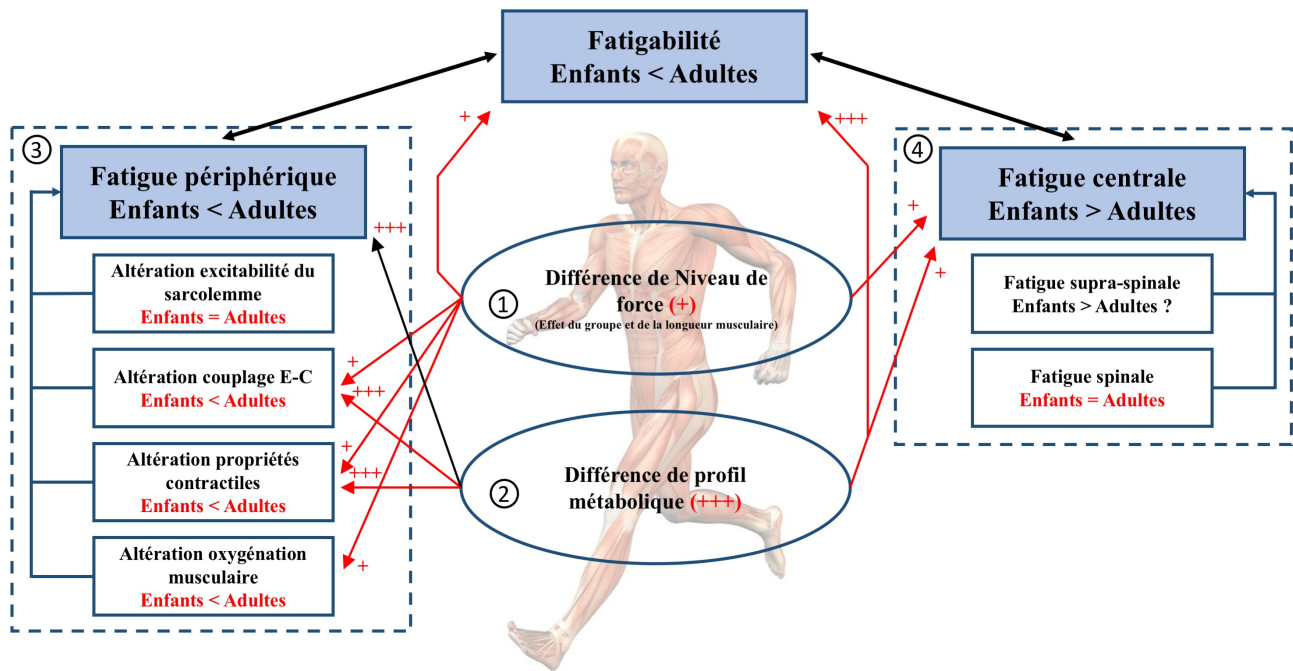 Fatigabilité
Enfants < Adultes
+
+++
③
Fatigue périphérique
Enfants < Adultes
+++
Altération excitabilité du
sarcolemme
Enfants = Adultes
+
Altération couplage E-C
Enfants < Adultes
+++
+
Altération propriétés
contractiles
Enfants < Adultes
+++
Altération oxygénation
musculaire
Enfants < Adultes
+
①
Différence de Niveau de
force (+)
(Effet du groupe et de la longueur musculaire)
②
Différence de profil
métabolique (+++)
④
Fatigue centrale
Enfants > Adultes
+
+
Fatigue supra-spinale
Enfants > Adultes ?
Fatigue spinale
Enfants = Adultes